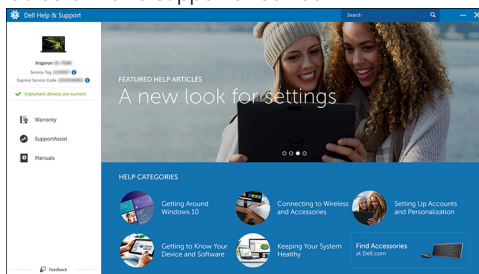 Dell Help & Support
Search
Inspiron
Service Tag
Express Service Code
Important drivers are current
Warranty
SupportAssist
Manuals
Feedback
FEATURED HELP ARTICLES
A new look for settings
HELP CATEGORIES
Getting Around
Windows 10
Connecting to Wireless
and Accessories
Setting Up Accounts
and Personalization
Getting to Know Your
Device and Software
Keeping Your System
Healthy
Find Accessories
at Dell.com